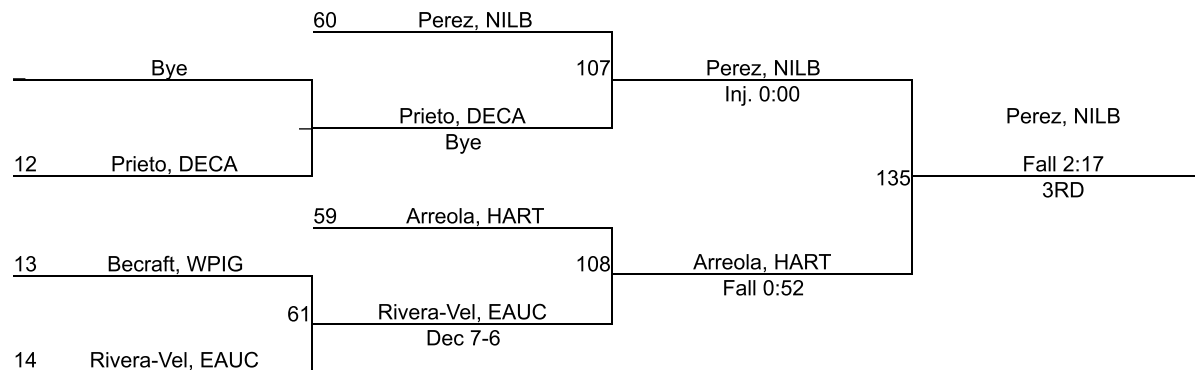 60 Perez, NILB
Bye
107
Perez, NILB
Inj. 0:00
Prieto, DECA
Bye
12 Prieto, DECA
Perez, NILB
Fall 2:17
3RD
135
59 Arreola, HART
13 Becraft, WPIG
108
Arreola, HART
Fall 0:52
61
Rivera-Vel, EAUC
Dec 7-6
14 Rivera-Vel, EAUC